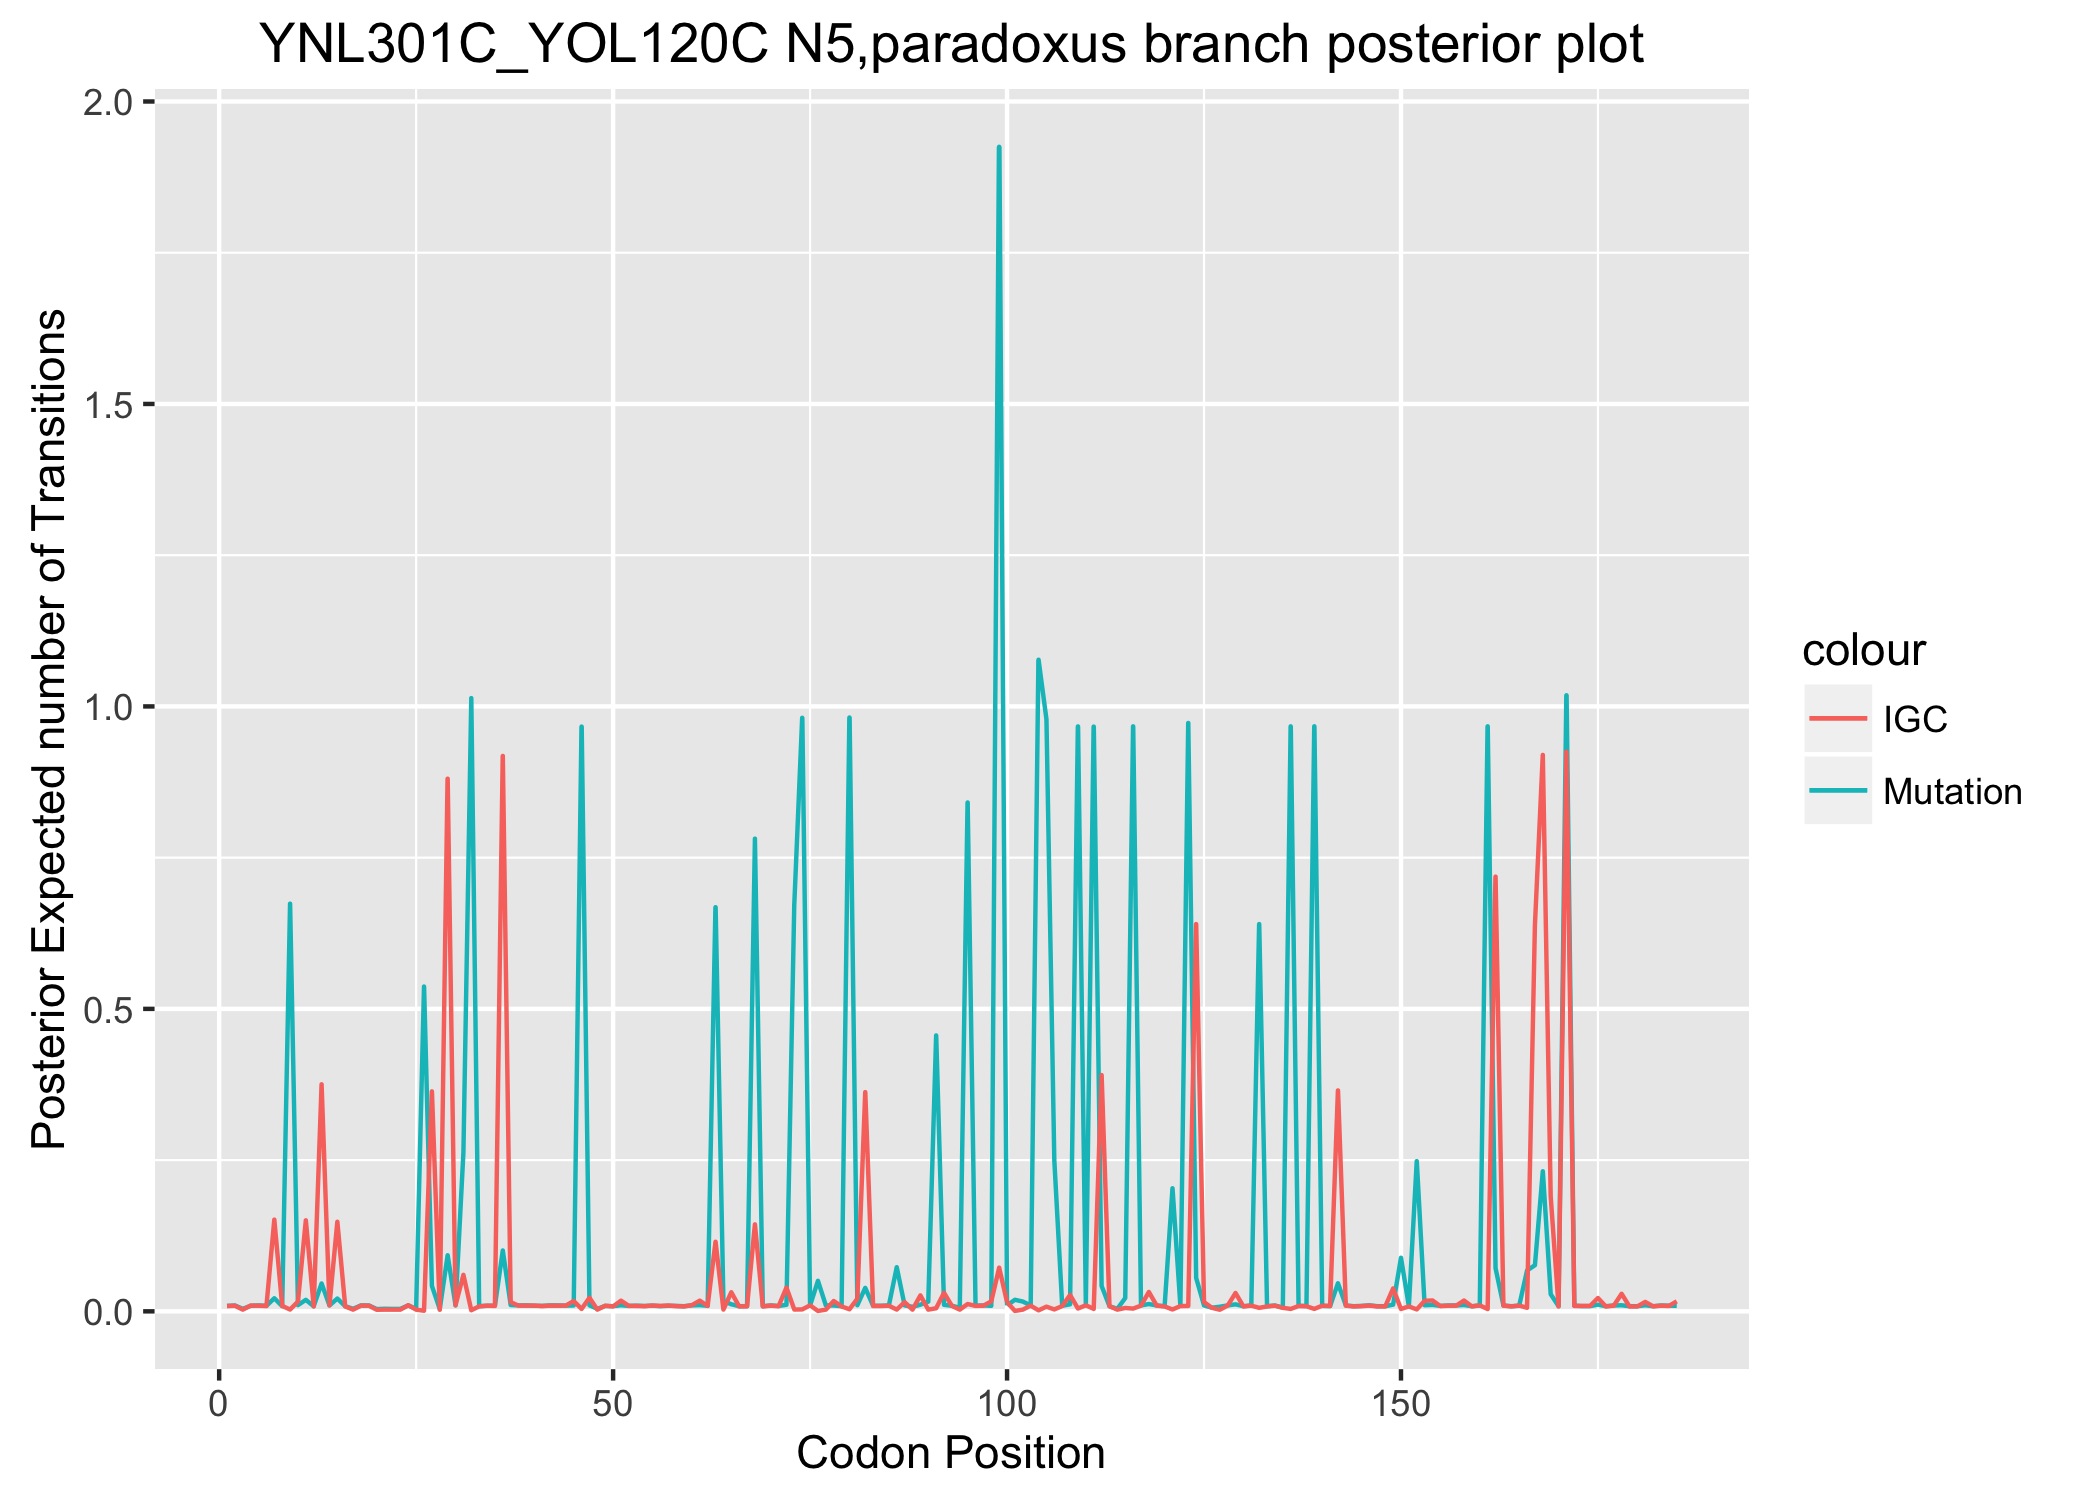 YNL301C_YOL120C N5,paradoxus branch posterior plot
2.0
1.5
1.0
0.5
0.0
Posterior Expected number of Transitions
0 50 100 150
Codon Position
colour
IGC
Mutation